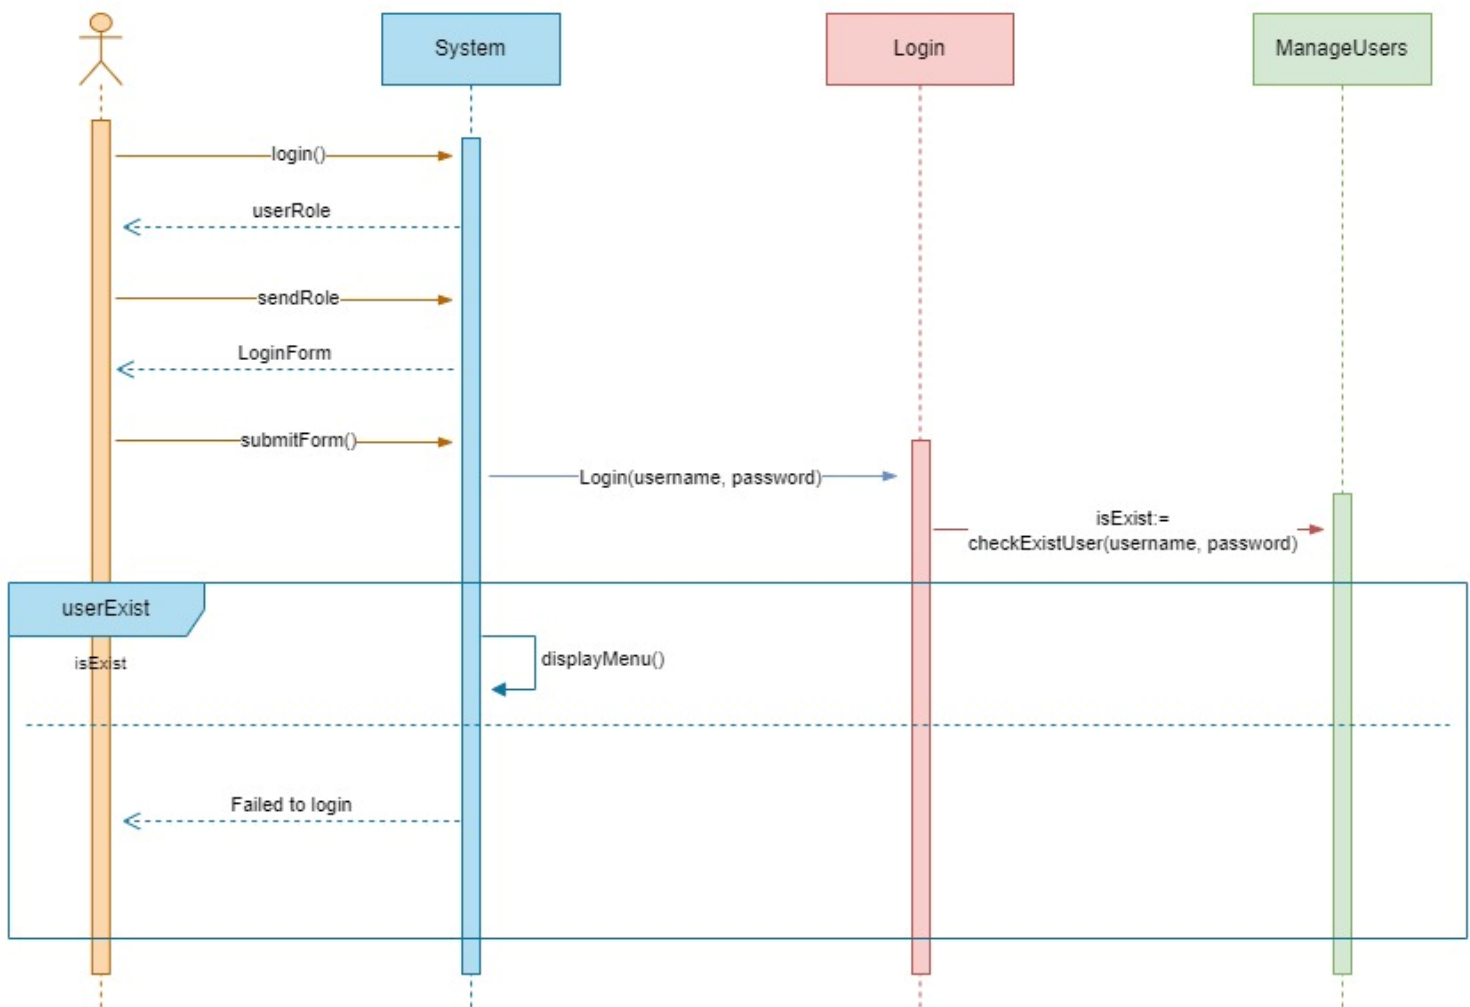 System
Login
ManageUsers
login()
userRole
sendRole
LoginForm
submitForm()
Login(username, password)
isExist:=
checkExistUser(username, password)
userExist
isExist
displayMenu()
Failed to login